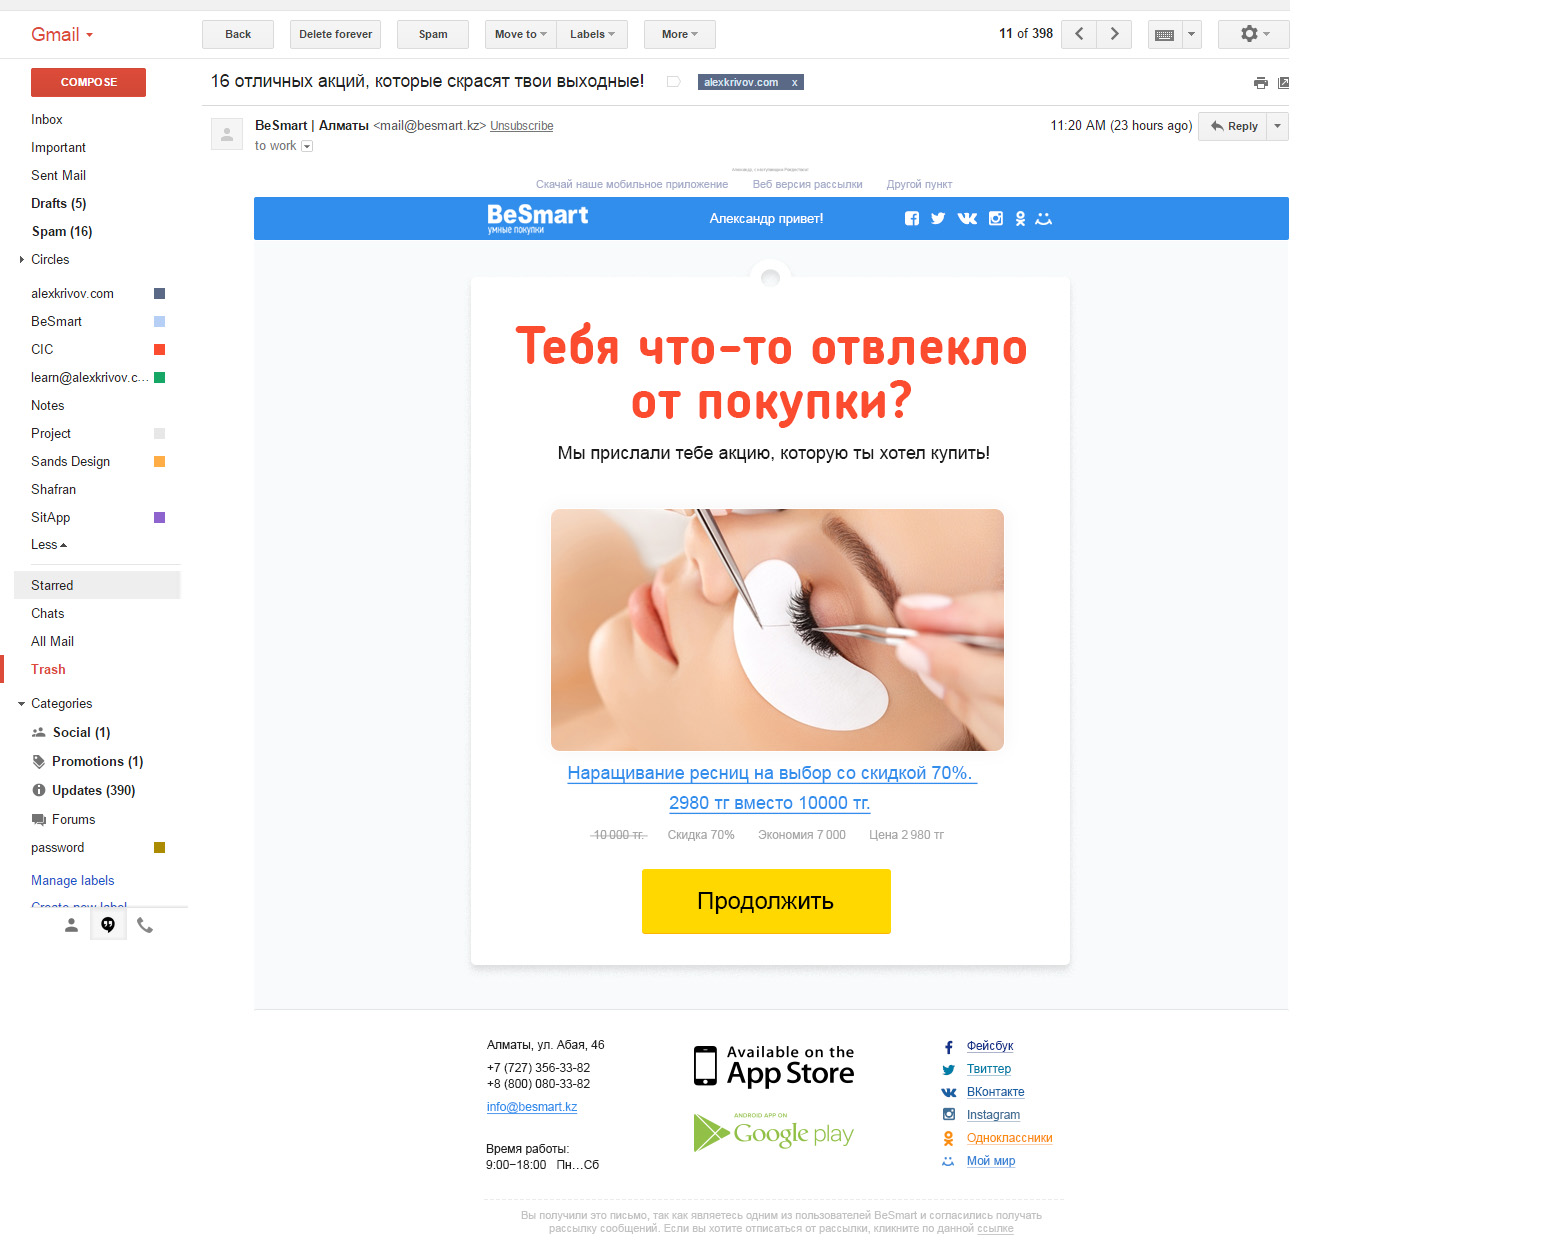 Gmail
Back
Delete forever
Spam
Move to
Labels
More
11 of 398
COMPOSE
16 отличных акций, которые скрасят твои выходные!
alexkrivov.com x
Inbox
Important
Sent Mail
Drafts (5)
Spam (16)
Circles
alexkrivov.com
BeSmart
CIC
learn@alexkrivov.c...
Notes
Project
Sands Design
Shafran
SitApp
Less
Starred
Chats
All Mail
Trash
Categories
Social (1)
Promotions (1)
Updates (390)
Forums
password
Manage labels
Create new label
BeSmart | Алматы <mail@besmart.kz> Unsubscribe
11:20 AM (23 hours ago)
Reply
to work
Скачай наше мобильное приложение
Веб версия рассылки
Другой пункт
BeSmart
умные покупки
Александр привет!
Тебя что-то отвлекло
от покупки?
Мы прислали тебе акцию, которую ты хотел купить!
Наращивание ресниц на выбор со скидкой 70%.
2980 тг вместо 10000 тг.
10 000 тг. Скидка 70% Экономия 7 000 Цена 2 980 тг
Продолжить
Алматы, ул. Абая, 46
+7 (727) 356-33-82
+8 (800) 080-33-82
info@besmart.kz
Время работы:
9:00–18:00 Пн...Сб
Available on the
App Store
ANDROID APP ON
Google play
Фейсбук
Твиттер
ВКонтакте
Instagram
Одноклассники
Мой мир
Вы получили это письмо, так как являетесь одним из пользователей BeSmart и согласились получать
рассылку сообщений. Если вы хотите отписаться от рассылки, кликните по данной ссылке